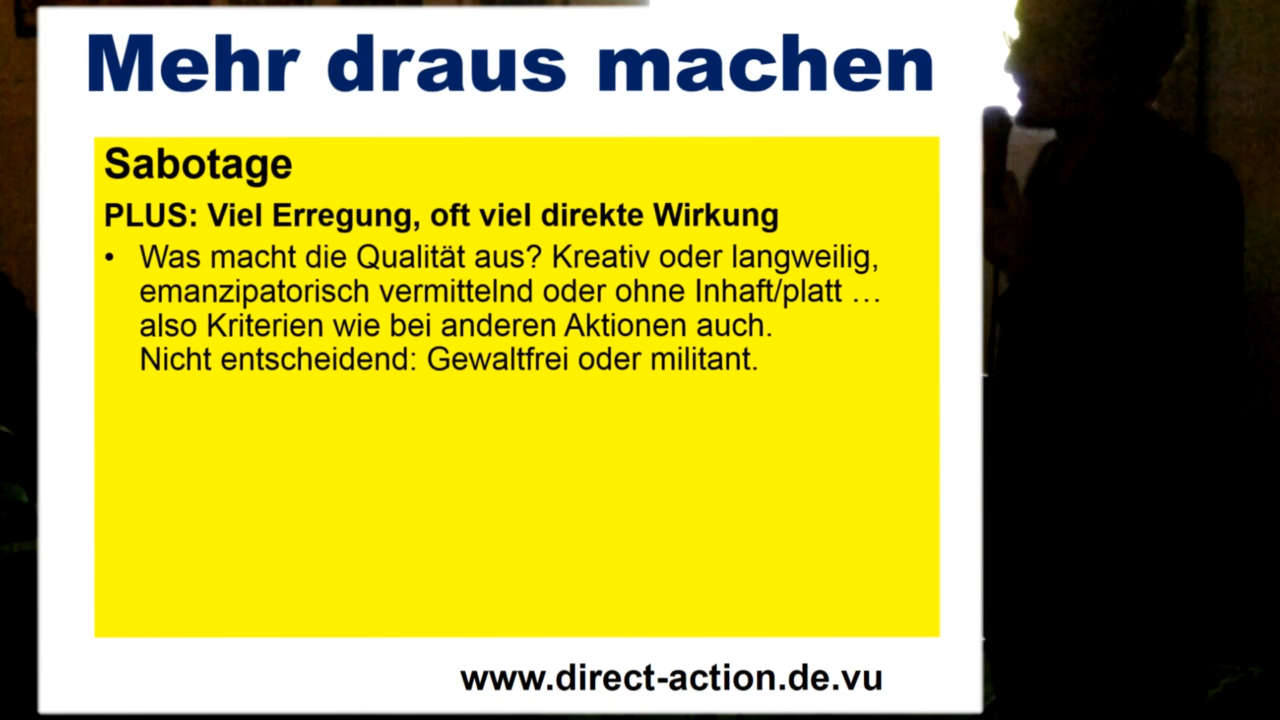 Mehr draus machen
Sabotage
PLUS: Viel Erregung, oft viel direkte Wirkung
• Was macht die Qualität aus? Kreativ oder langweilig,
emanzipatorisch vermittelnd oder ohne Inhaft/platt …
also Kriterien wie bei anderen Aktionen auch.
Nicht entscheidend: Gewaltfrei oder militant.
www.direct-action.de.vu